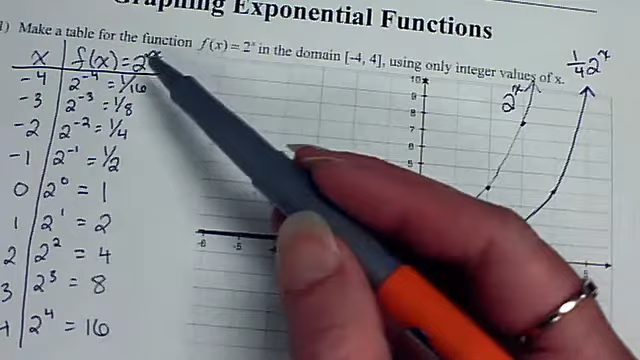 Graphing Exponential Functions
1) Make a table for the function f(x) = 2ˣ in the domain [-4, 4], using only integer values of x.
x f(x) = 2ˣ
-4 2⁻⁴ = 1/16
-3 2⁻³ = 1/8
-2 2⁻² = 1/4
-1 2⁻¹ = 1/2
0 2⁰ = 1
1 2¹ = 2
2 2² = 4
3 2³ = 8
4 2⁴ = 16
1/4 2ˣ
2ˣ
10
9
8
7
6
5
-6 -5
5